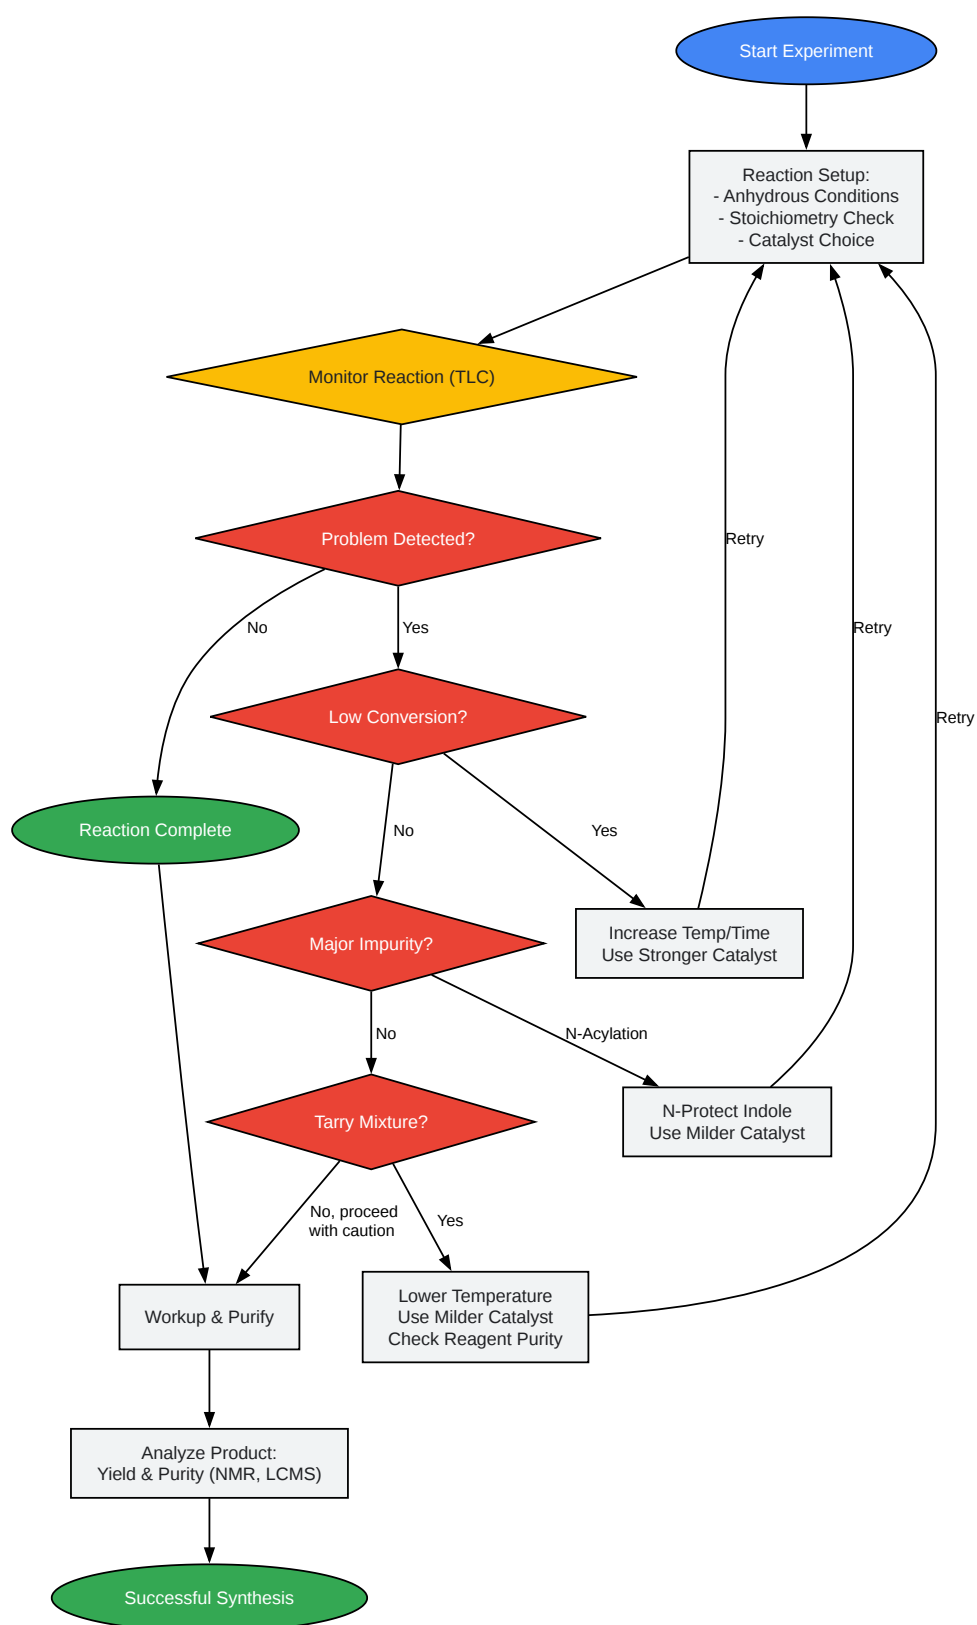 Start Experiment
Reaction Setup:
- Anhydrous Conditions
- Stoichiometry Check
- Catalyst Choice
Monitor Reaction (TLC)
Problem Detected?
Retry
No
Yes
Retry
Low Conversion?
Retry
Reaction Complete
No
Yes
Increase Temp/Time
Use Stronger Catalyst
Major Impurity?
No
N-Acylation
N-Protect Indole
Use Milder Catalyst
Tarry Mixture?
No, proceed
with caution
Yes
Workup & Purify
Lower Temperature
Use Milder Catalyst
Check Reagent Purity
Analyze Product:
Yield & Purity (NMR, LCMS)
Successful Synthesis